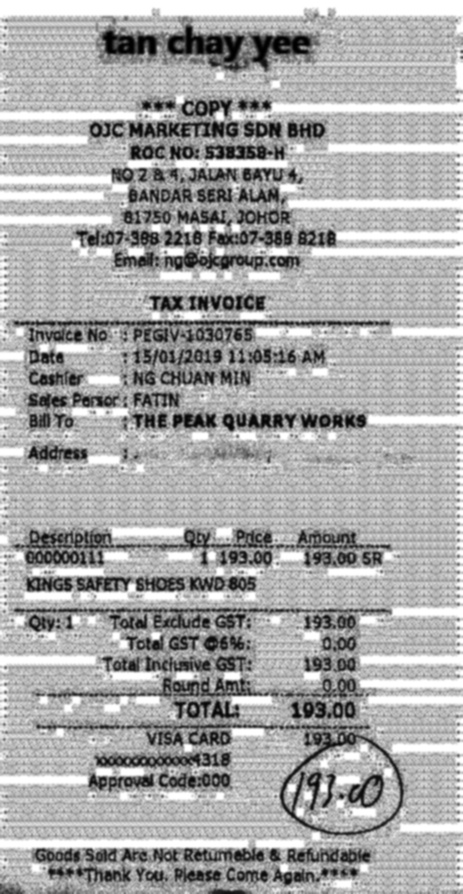 tan chay yee
*** COPY ***
OJC MARKETING SDN BHD
ROC NO: 538358-H
NO 2 & 4, JALAN BAYU 4,
BANDAR SERI ALAM,
81750 MASAI, JOHOR
Tel:07-388 2218 Fax:07-388 8218
Email: ng@ojcgroup.com
TAX INVOICE
Invoice No : PEGIV-1030765
Date : 15/01/2019 11:05:16 AM
Cashier : NG CHUAN MIN
Sales Persor : FATIN
Bill To : THE PEAK QUARRY WORKS
Address : .
Description Qty Price Amount
000000111 1 193.00 193.00 SR
KINGS SAFETY SHOES KWD 805
Qty: 1 Total Exclude GST: 193.00
Total GST @6%: 0.00
Total Inclusive GST: 193.00
Round Amt: 0.00
TOTAL: 193.00
VISA CARD 193.00
xxxxxxxxxxxx4318
Approval Code:000
193.00
Goods Sold Are Not Returnable & Refundable
****Thank You. Please Come Again.****